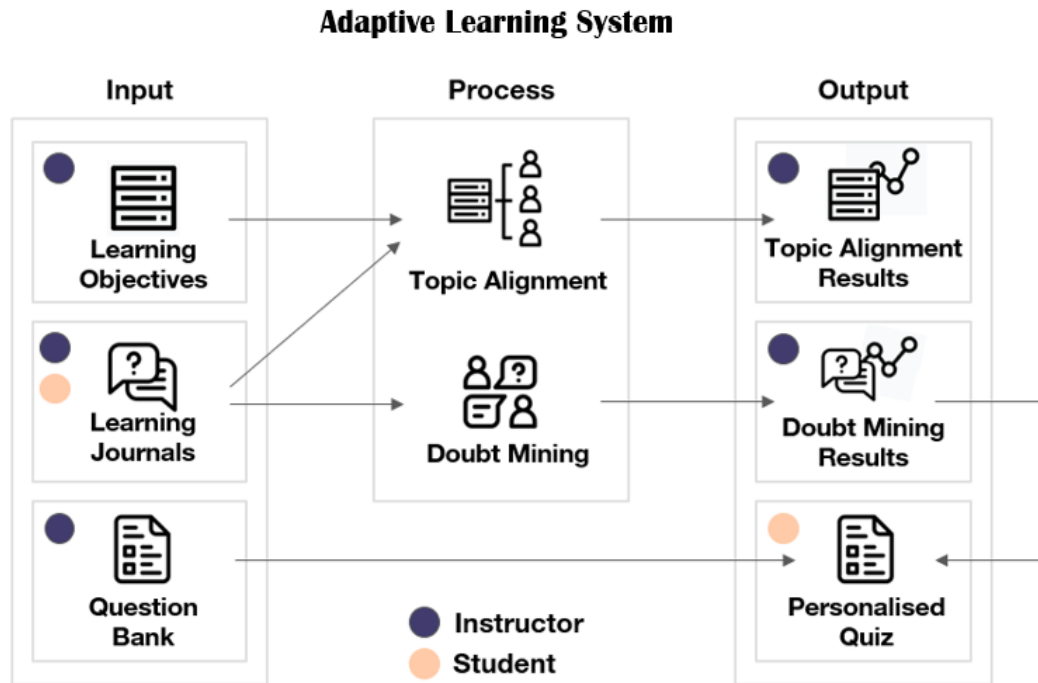 Adaptive Learning System
Input
Process
Output
Learning
Objectives
Topic Alignment
Topic Alignment
Results
?
Learning
Journals
?
Doubt Mining
?
Doubt Mining
Results
Question
Bank
Personalised
Quiz
Instructor
Student